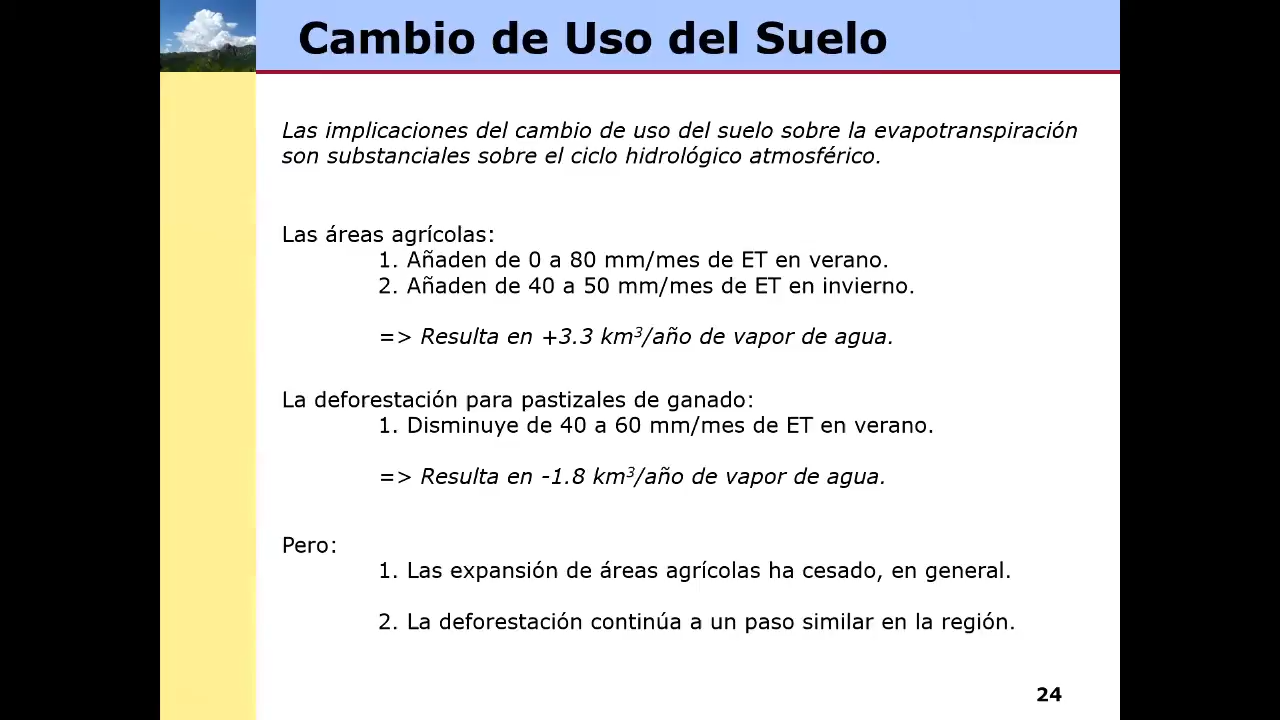 Cambio de Uso del Suelo
Las implicaciones del cambio de uso del suelo sobre la evapotranspiración
son substanciales sobre el ciclo hidrológico atmosférico.
Las áreas agrícolas:
1. Añaden de 0 a 80 mm/mes de ET en verano.
2. Añaden de 40 a 50 mm/mes de ET en invierno.
=> Resulta en +3.3 km³/año de vapor de agua.
La deforestación para pastizales de ganado:
1. Disminuye de 40 a 60 mm/mes de ET en verano.
=> Resulta en -1.8 km³/año de vapor de agua.
Pero:
1. Las expansión de áreas agrícolas ha cesado, en general.
2. La deforestación continúa a un paso similar en la región.
24